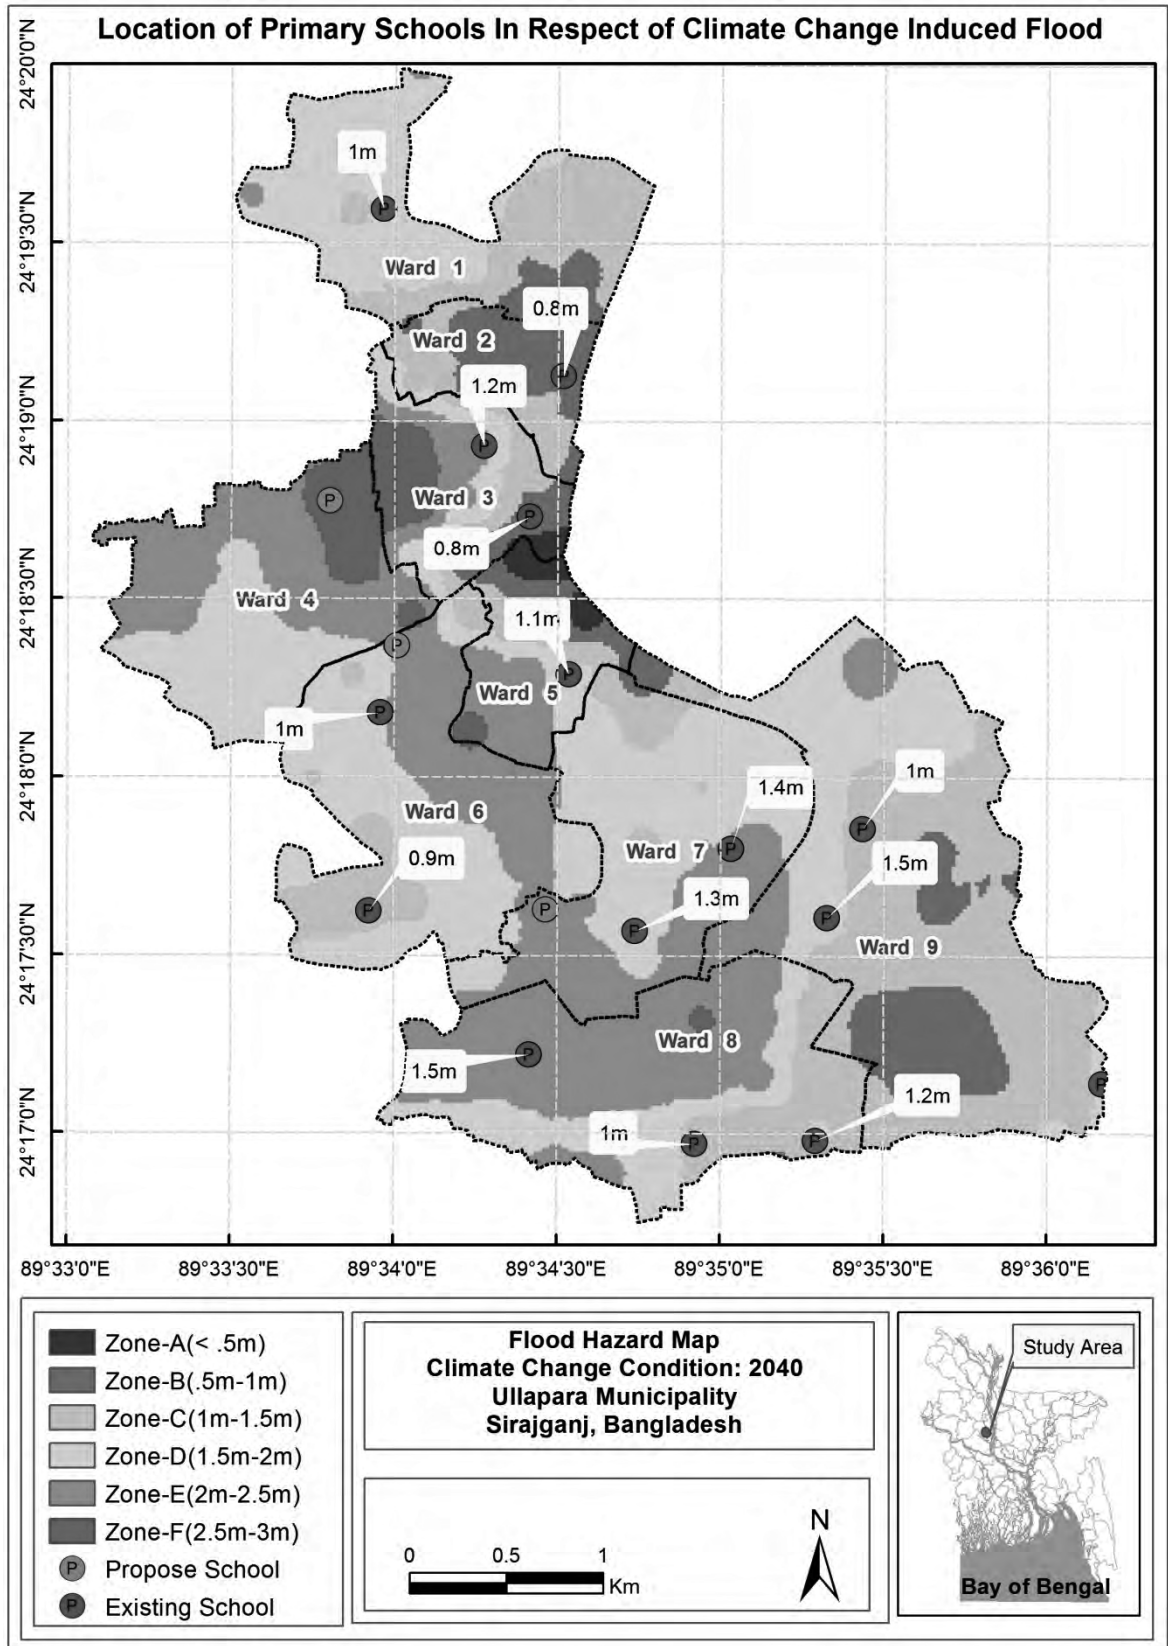 Location of Primary Schools In Respect of Climate Change Induced Flood
24°20'0"N
24°19'30"N
24°19'0"N
24°18'30"N
24°18'0"N
24°17'30"N
24°17'0"N
1m
P
Ward 1
0.8m
Ward 2
P
1.2m
P
P
Ward 3
P
0.8m
Ward 4
1.1m
P
P
Ward 5
P
1m
1m
1.4m
Ward 6
P
Ward 7
P
0.9m
1.5m
1.3m
P
P
P
P
Ward 9
Ward 8
P
1.5m
P
1.2m
1m
P
P
89°33'0"E
89°33'30"E
89°34'0"E
89°34'30"E
89°35'0"E
89°35'30"E
89°36'0"E
Zone-A(< .5m)
Zone-B(.5m-1m)
Zone-C(1m-1.5m)
Zone-D(1.5m-2m)
Zone-E(2m-2.5m)
Zone-F(2.5m-3m)
P Propose School
P Existing School
Flood Hazard Map
Climate Change Condition: 2040
Ullapara Municipality
Sirajganj, Bangladesh
N
0 0.5 1
Km
Study Area
Bay of Bengal